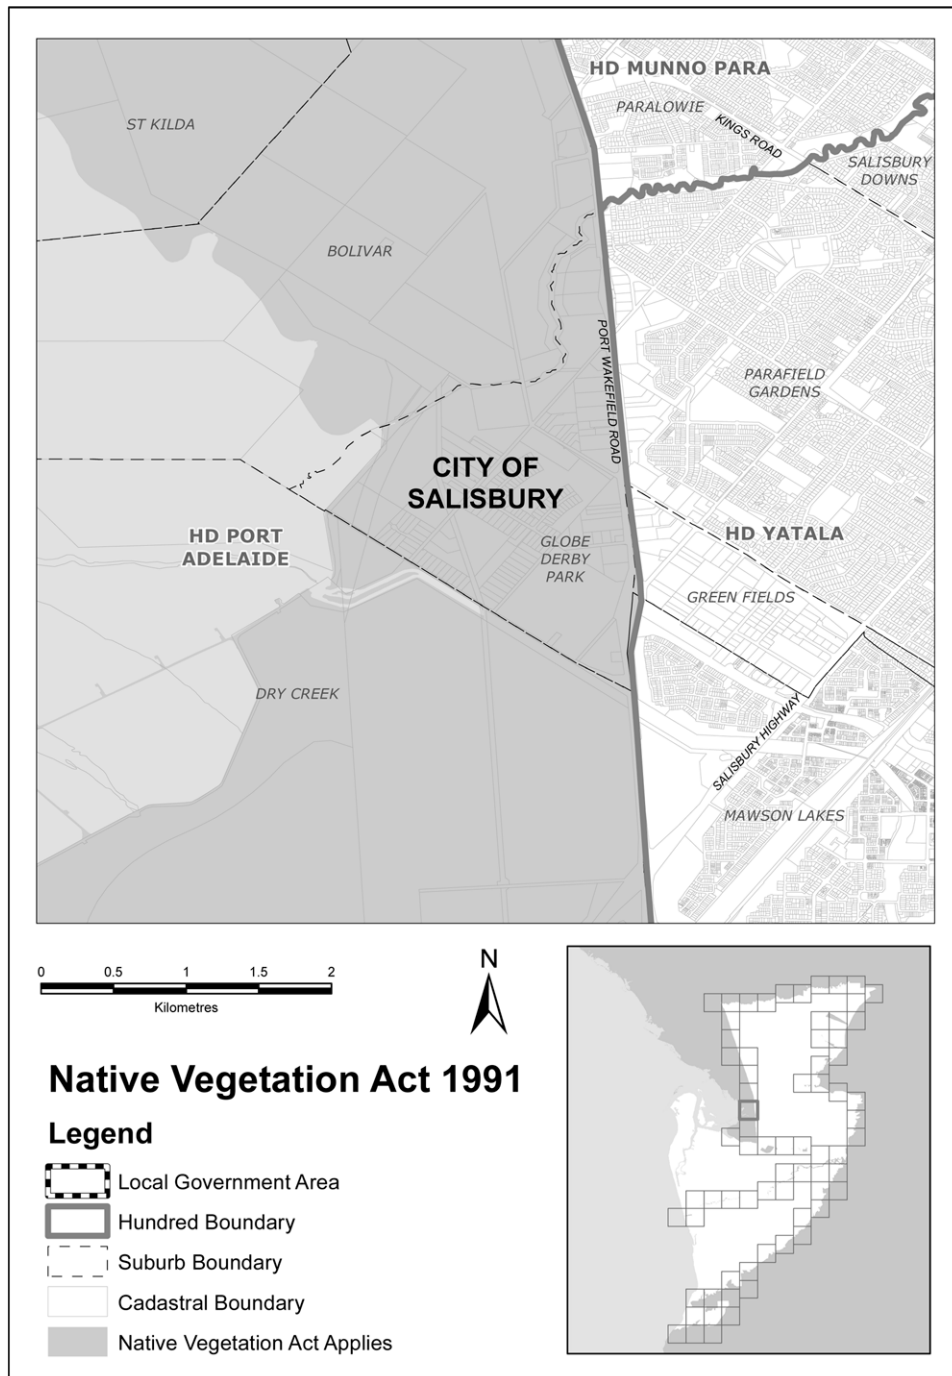 HD MUNNO PARA
PARALOWIE
KINGS ROAD
ST KILDA
SALISBURY
DOWNS
BOLIVAR
PORT WAKEFIELD ROAD
PARAFIELD
GARDENS
CITY OF
SALISBURY
HD PORT
ADELAIDE
HD YATALA
GLOBE
DERBY
PARK
GREEN FIELDS
DRY CREEK
SALISBURY HIGHWAY
MAWSON LAKES
0 0.5 1 1.5 2
Kilometres
N
Native Vegetation Act 1991
Legend
Local Government Area
Hundred Boundary
Suburb Boundary
Cadastral Boundary
Native Vegetation Act Applies